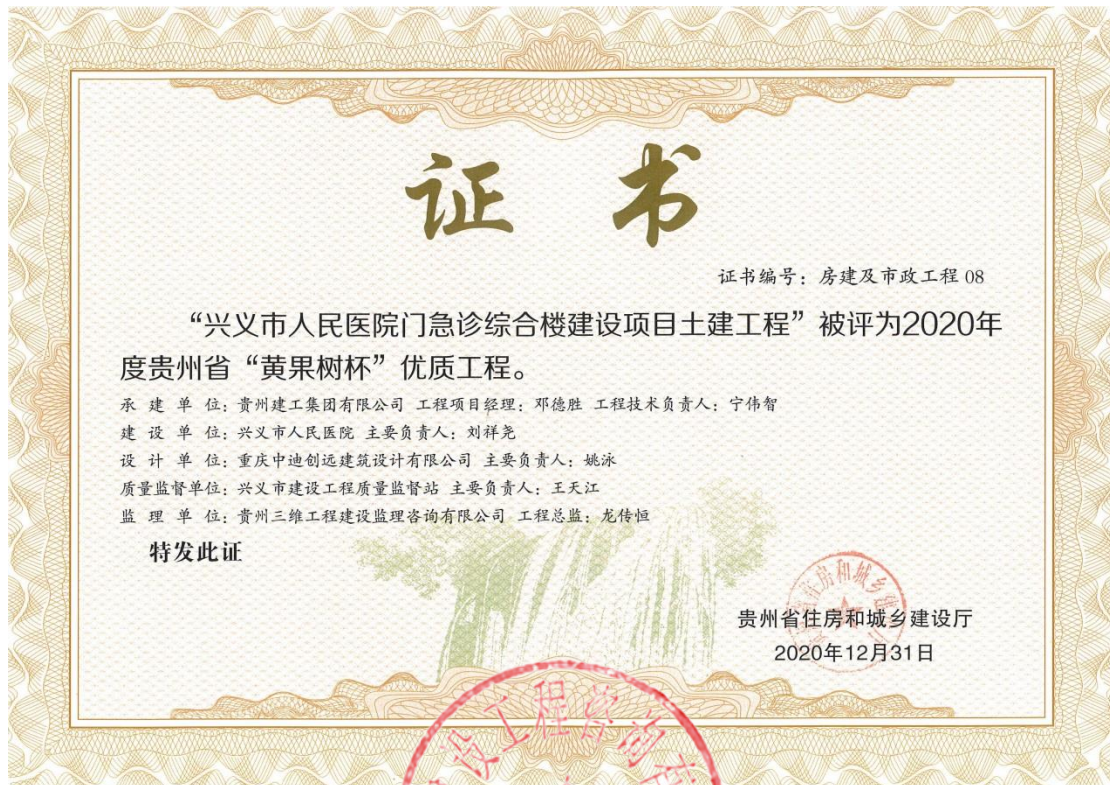 证 书
证书编号：房建及市政工程 08
“兴义市人民医院门急诊综合楼建设项目土建工程”被评为2020年
度贵州省“黄果树杯”优质工程。
承 建 单 位：贵州建工集团有限公司 工程项目经理：邓德胜 工程技术负责人：宁伟智
建 设 单 位：兴义市人民医院 主要负责人：刘祥尧
设 计 单 位：重庆中迪创远建筑设计有限公司 主要负责人：姚泳
质量监督单位：兴义市建设工程质量监督站 主要负责人：王天江
监 理 单 位：贵州三维工程建设监理咨询有限公司 工程总监：龙传恒
特发此证
贵州省住房和城乡建设厅
2020年12月31日